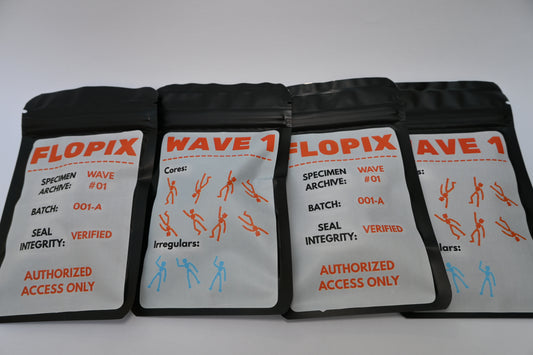 FLOPIX
SPECIMEN ARCHIVE:
WAVE #01
BATCH:
001-A
SEAL INTEGRITY:
VERIFIED
AUTHORIZED
ACCESS ONLY
WAVE 1
Cores:
Irregulars:
FLOPIX
SPECIMEN ARCHIVE:
WAVE #01
BATCH:
001-A
SEAL INTEGRITY:
VERIFIED
AUTHORIZED
ACCESS ONLY
AVE 1